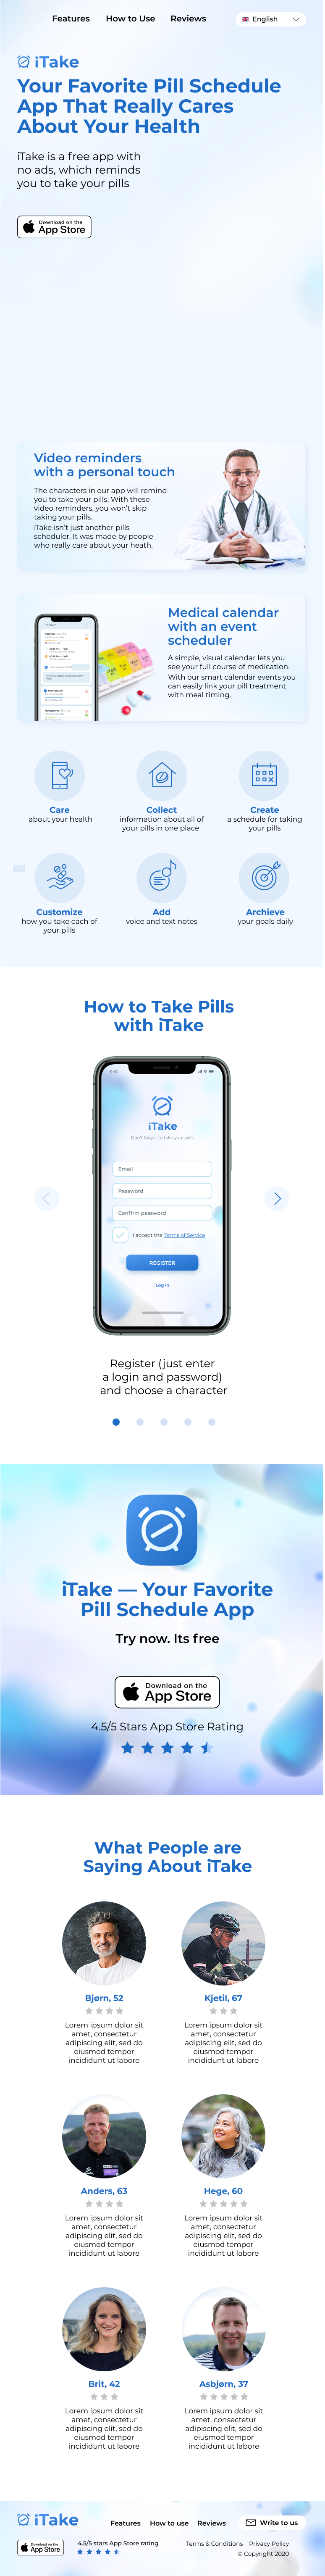 Features How to Use Reviews English
iTake
Your Favorite Pill Schedule
App That Really Cares
About Your Health
iTake is a free app with
no ads, which reminds
you to take your pills
Download on the
App Store
Video reminders
with a personal touch
The characters in our app will remind
you to take your pills. With these
video reminders, you won't skip
taking your pills.
iTake isn't just another pills
scheduler. It was made by people
who really care about your heath.
Medical calendar
with an event
scheduler
A simple, visual calendar lets you
see your full course of medication.
With our smart calendar events you
can easily link your pill treatment
with meal timing.
Care
about your health
Collect
information about all of
your pills in one place
Create
a schedule for taking
your pills
Customize
how you take each of
your pills
Add
voice and text notes
Archieve
your goals daily
How to Take Pills
with iTake
9:41
iTake
Don't forget to take your pills
Email
Password
Confirm password
I accept the Terms of Service
REGISTER
Log in
Register (just enter
a login and password)
and choose a character
iTake — Your Favorite
Pill Schedule App
Try now. Its free
Download on the
App Store
4.5/5 Stars App Store Rating
What People are
Saying About iTake
Bjørn, 52
Lorem ipsum dolor sit
amet, consectetur
adipiscing elit, sed do
eiusmod tempor
incididunt ut labore
Kjetil, 67
Lorem ipsum dolor sit
amet, consectetur
adipiscing elit, sed do
eiusmod tempor
incididunt ut labore
Anders, 63
Lorem ipsum dolor sit
amet, consectetur
adipiscing elit, sed do
eiusmod tempor
incididunt ut labore
Hege, 60
Lorem ipsum dolor sit
amet, consectetur
adipiscing elit, sed do
eiusmod tempor
incididunt ut labore
Brit, 42
Lorem ipsum dolor sit
amet, consectetur
adipiscing elit, sed do
eiusmod tempor
incididunt ut labore
Asbjørn, 37
Lorem ipsum dolor sit
amet, consectetur
adipiscing elit, sed do
eiusmod tempor
incididunt ut labore
iTake
Features How to use Reviews Write to us
Download on the
App Store
4.5/5 stars App Store rating
Terms & Conditions Privacy Policy
© Copyright 2020